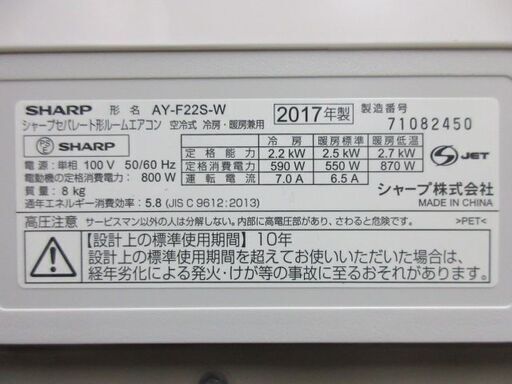 SHARP 形名 AY-F22S-W 2017年製 製造番号
シャープセパレート形ルームエアコン 空冷式 冷房・暖房兼用 71082450
PS E SHARP
冷房 暖房標準 暖房低温
定格能力 2.2 kW 2.5 kW 2.7 kW
定格消費電力 590 W 550 W 870 W
運転電流 7.0 A 6.5 A
S JET
電源:単相 100 V 50/60 Hz
電動機の定格消費電力: 800 W
質量: 8 kg
通年エネルギー消費効率: 5.8 (JIS C 9612:2013)
シャープ株式会社
MADE IN CHINA
高圧注意 サービスマン以外の人は分解しない。内部に高電圧部があり、さわると危険です。 >PET<
【設計上の標準使用期間】10年
設計上の標準使用期間を超えてお使いいただいた場合は、
経年劣化による発火・けが等の事故に至るおそれがあります。